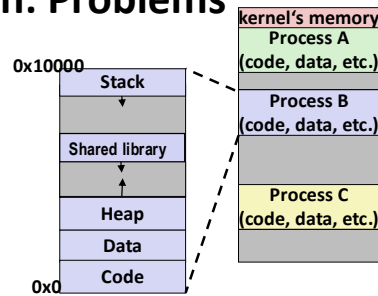 n: Problems
kernel's memory
Process A
(code, data, etc.)
Process B
(code, data, etc.)
Process C
(code, data, etc.)
0x10000
Stack
Shared library
Heap
Data
Code
0x0